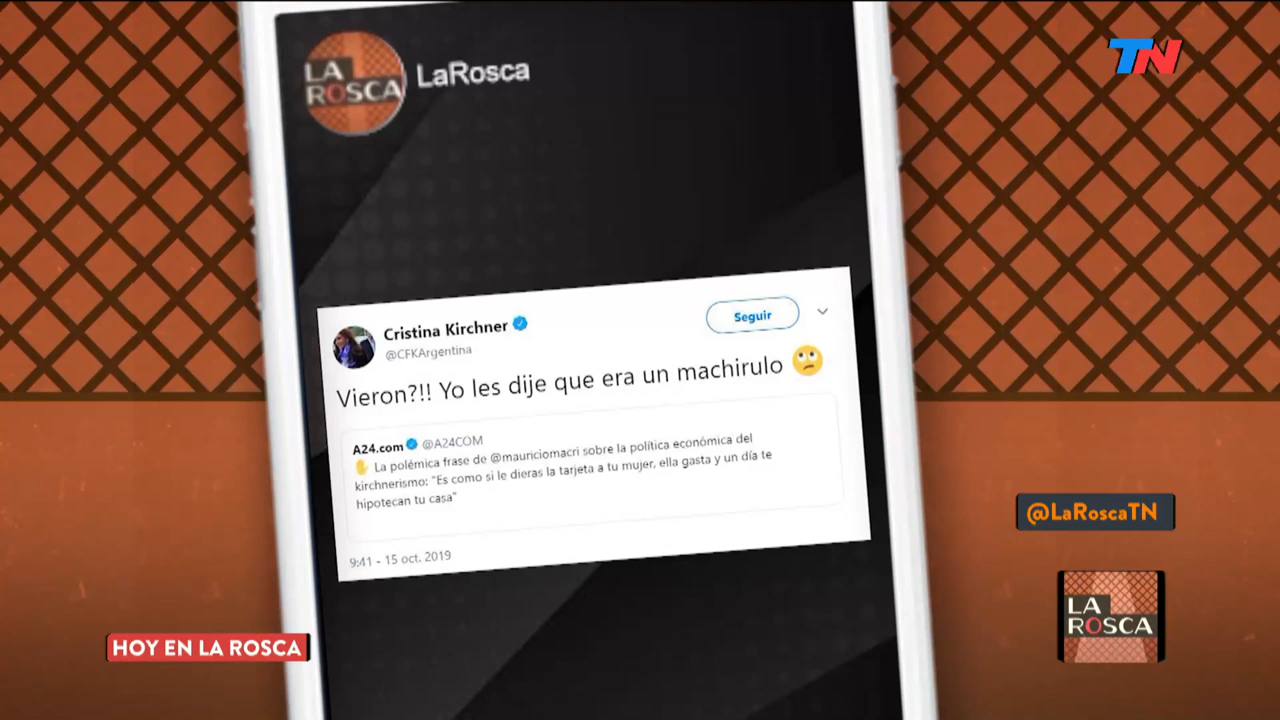 TN
LA
ROSCA
LaRosca
Cristina Kirchner
@CFKArgentina
Seguir
Vieron?!! Yo les dije que era un machirulo 🙄
A24.com @A24COM
✋ La polémica frase de @mauriciomacri sobre la política económica del
kirchnerismo: "Es como si le dieras la tarjeta a tu mujer, ella gasta y un día te
hipotecan tu casa"
9:41 - 15 oct. 2019
@LaRoscaTN
LA
ROSCA
HOY EN LA ROSCA